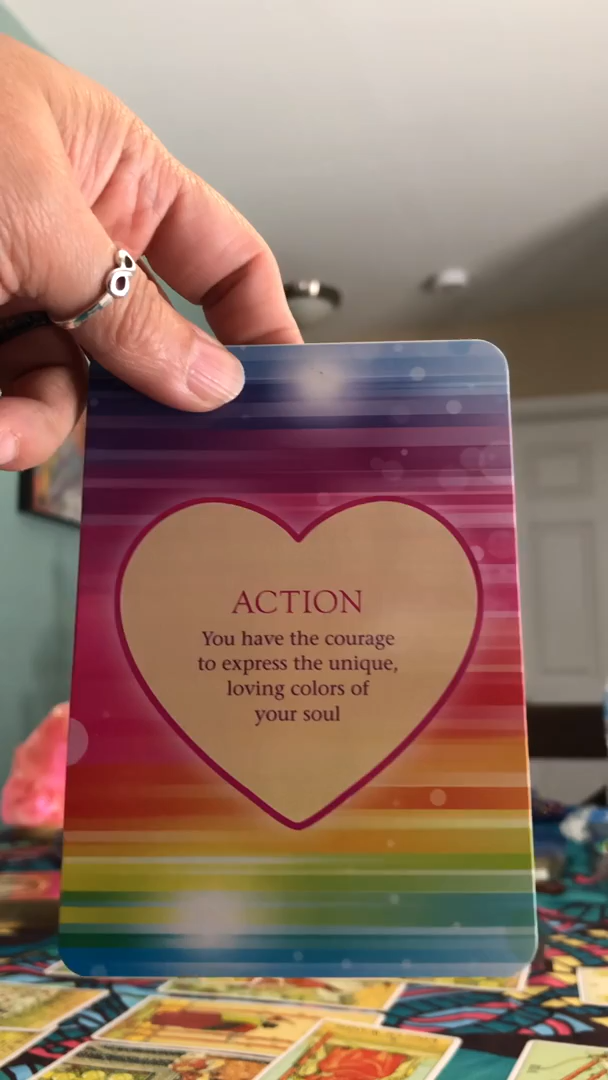 ACTION
You have the courage
to express the unique,
loving colors of
your soul